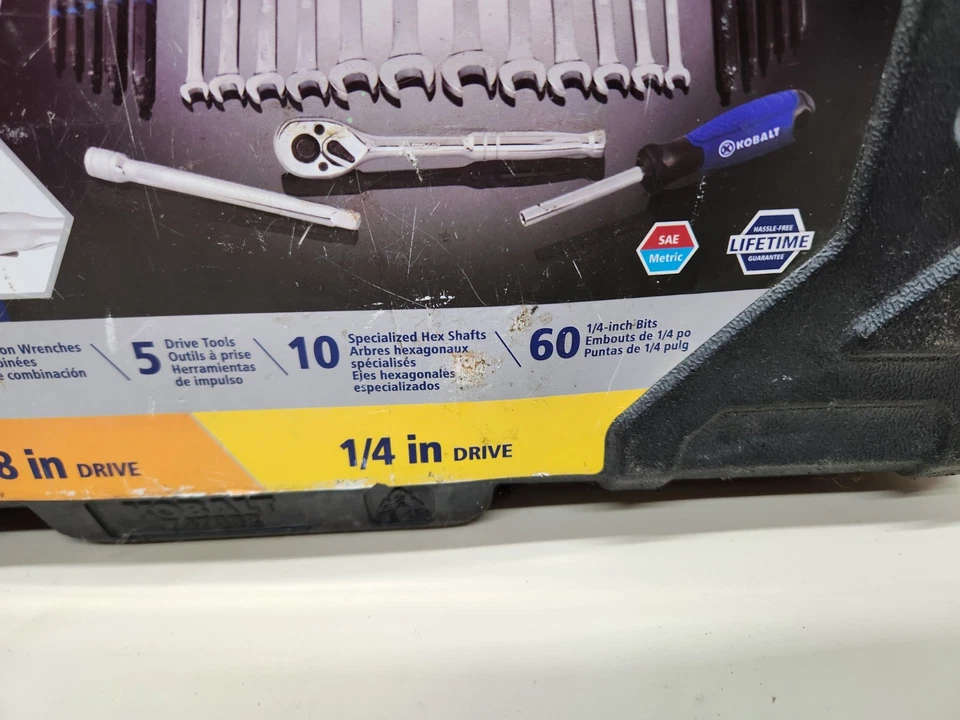 KOBALT
SAE
Metric
HASSLE-FREE
LIFETIME
GUARANTEE
on Wrenches
combinación
5
Drive Tools
Outils à prise
Herramientas
de impulso
10
Specialized Hex Shafts
Arbres hexagonaux
spécialisés
Ejes hexagonales
especializados
60
1/4-inch Bits
Embouts de 1/4 po
Puntas de 1/4 pulg
8 in DRIVE
1/4 in DRIVE
KOBALT